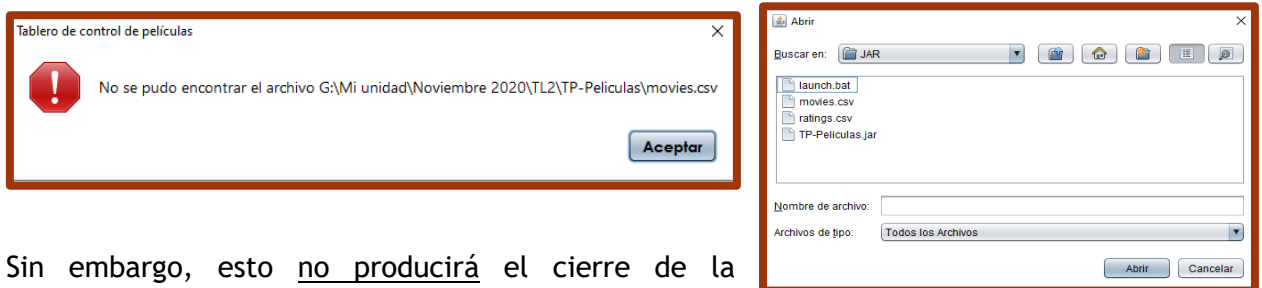 Tablero de control de películas
No se pudo encontrar el archivo G:\Mi unidad\Noviembre 2020\TL2\TP-Peliculas\movies.csv
Aceptar
Abrir
Buscar en: JAR
launch.bat
movies.csv
ratings.csv
TP-Peliculas.jar
Nombre de archivo:
Archivos de tipo: Todos los Archivos
Abrir Cancelar
Sin embargo, esto no producirá el cierre de la